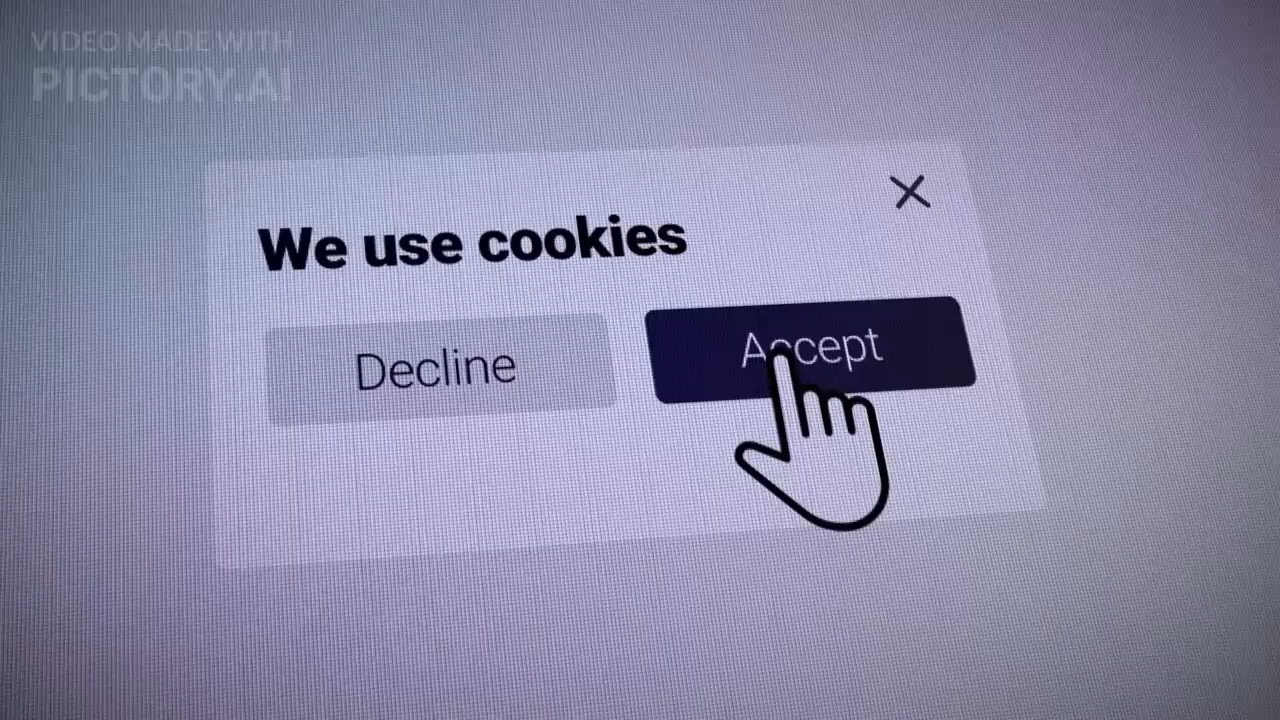 VIDEO MADE WITH
PICTORY.AI
We use cookies
Decline
Accept